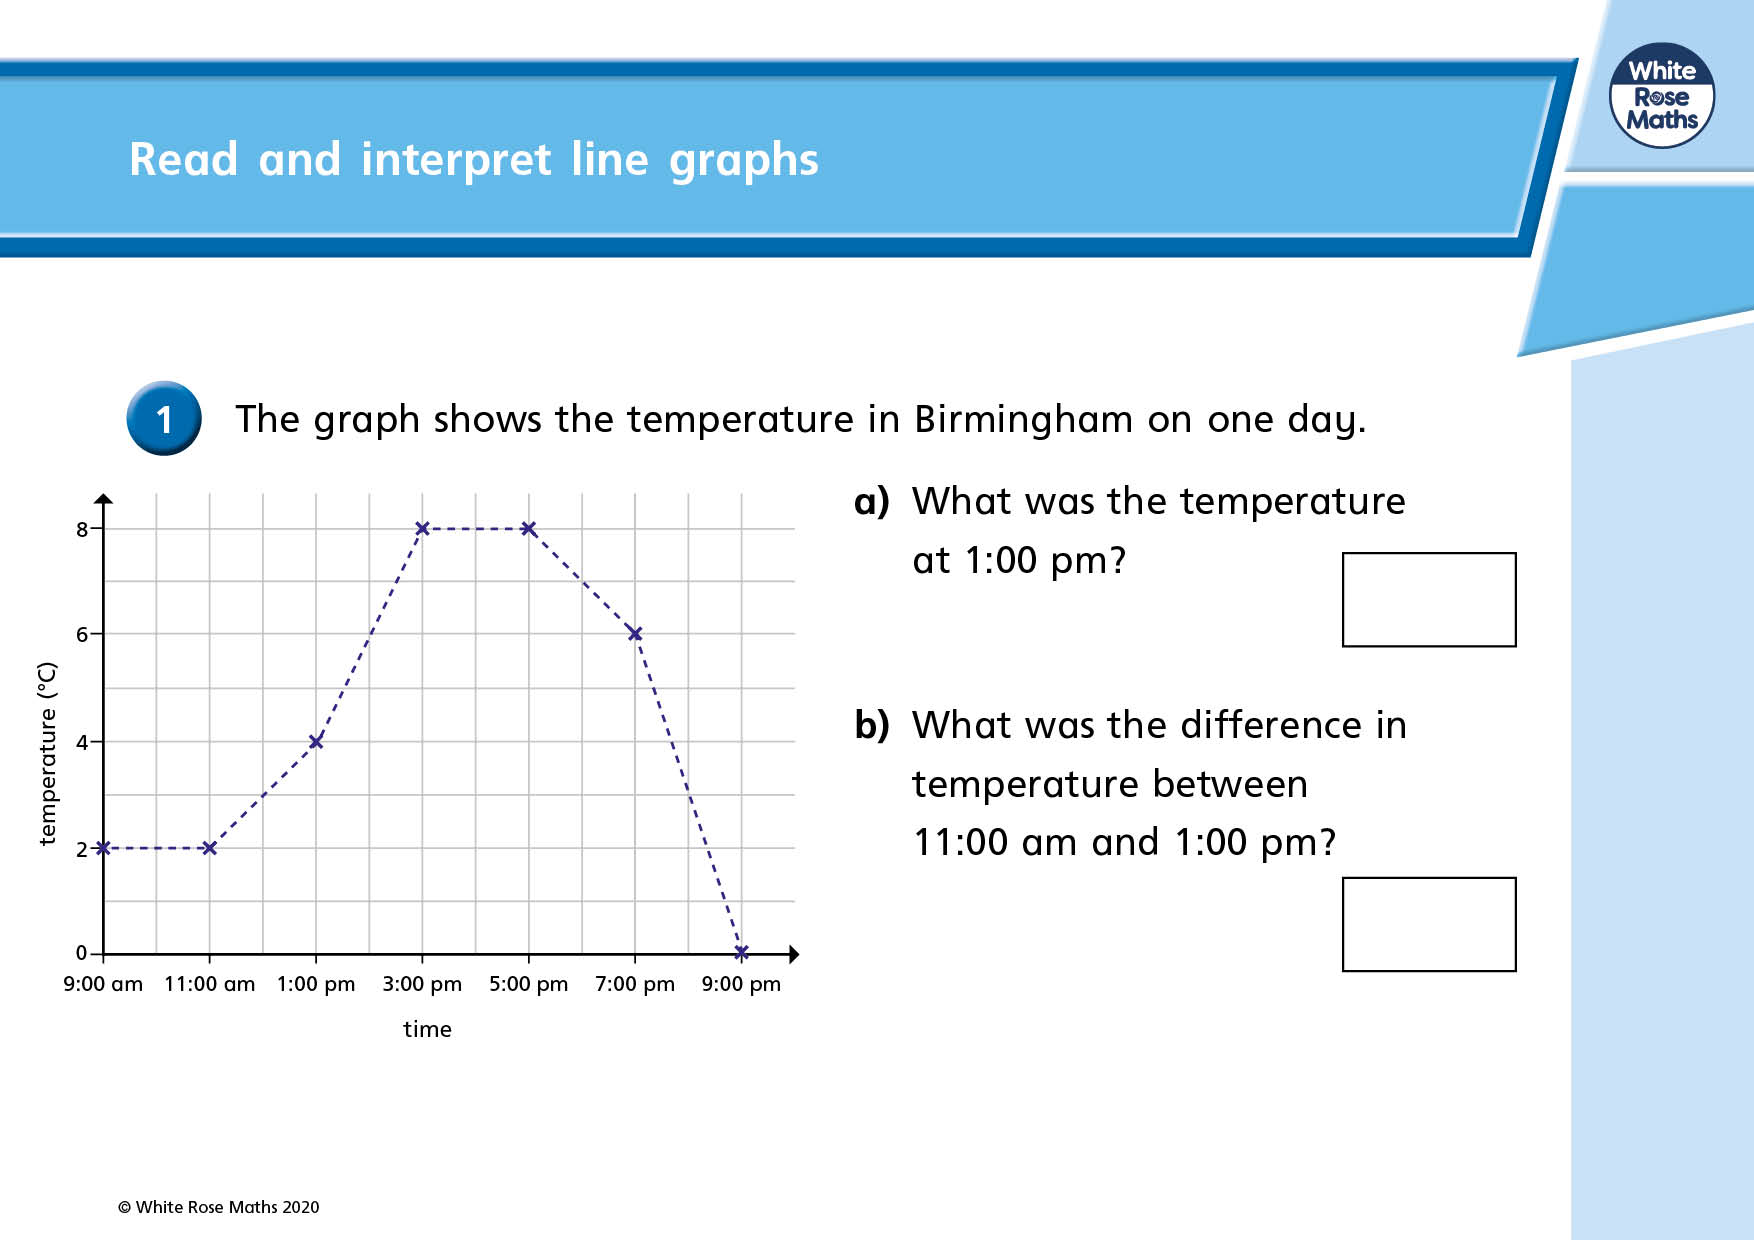 White
Rose
Maths
Read and interpret line graphs
1 The graph shows the temperature in Birmingham on one day.
8
6
4
2
0
temperature (°C)
9:00 am 11:00 am 1:00 pm 3:00 pm 5:00 pm 7:00 pm 9:00 pm
time
a) What was the temperature
at 1:00 pm?
b) What was the difference in
temperature between
11:00 am and 1:00 pm?
© White Rose Maths 2020